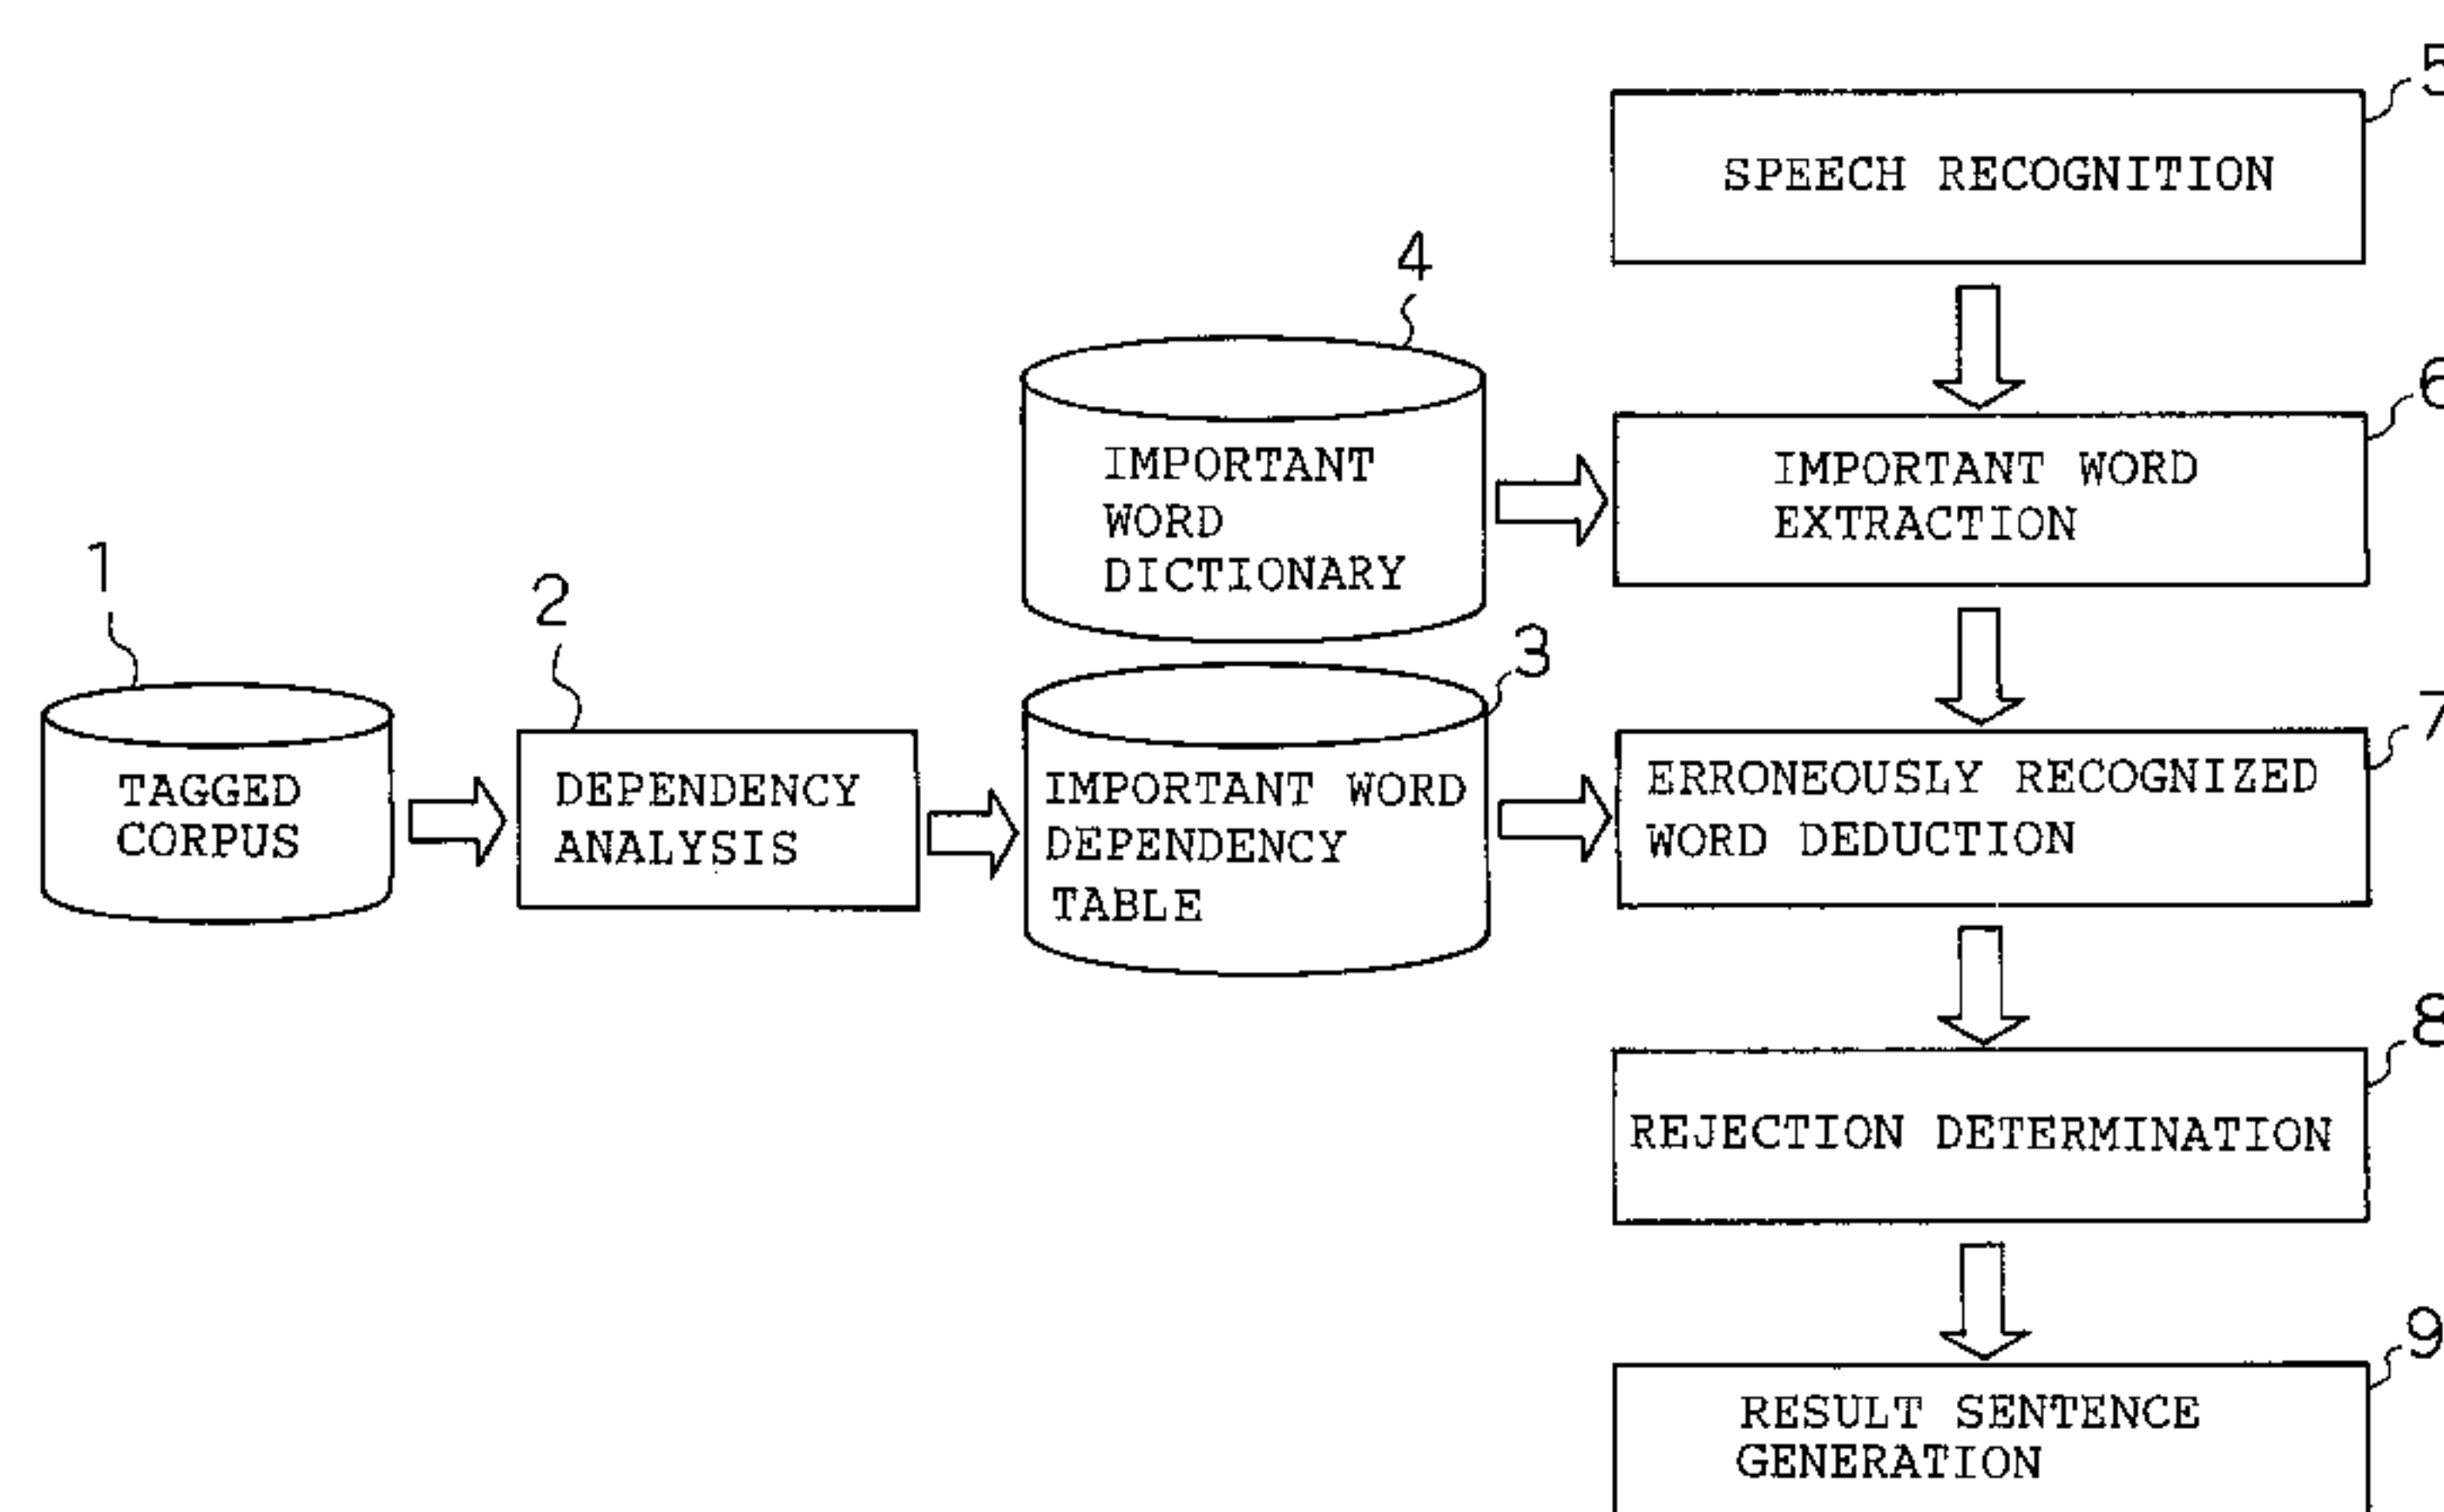 5
SPEECH RECOGNITION
4
6
IMPORTANT
WORD
DICTIONARY
IMPORTANT WORD
EXTRACTION
1
2
3
7
TAGGED
CORPUS
DEPENDENCY
ANALYSIS
IMPORTANT WORD
DEPENDENCY
TABLE
ERRONEOUSLY RECOGNIZED
WORD DEDUCTION
8
REJECTION DETERMINATION
9
RESULT SENTENCE
GENERATION